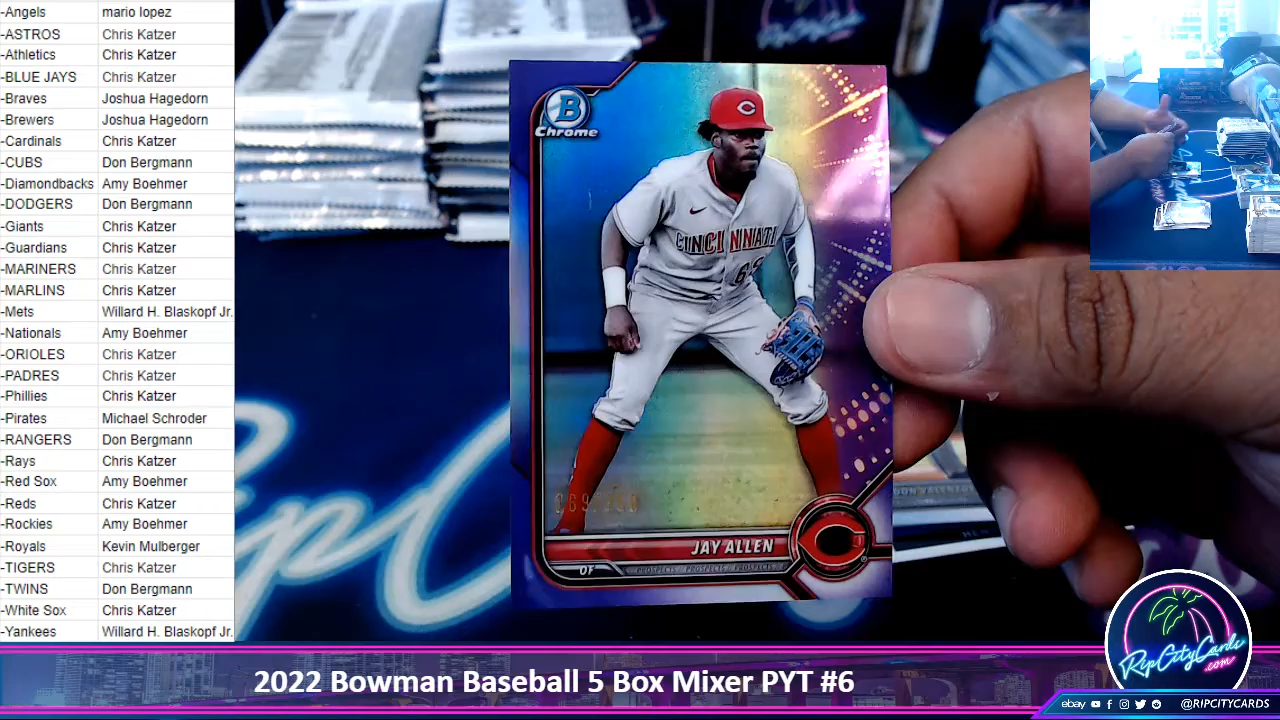 -Angels mario lopez
-ASTROS Chris Katzer
-Athletics Chris Katzer
-BLUE JAYS Chris Katzer
-Braves Joshua Hagedorn
-Brewers Joshua Hagedorn
-Cardinals Chris Katzer
-CUBS Don Bergmann
-Diamondbacks Amy Boehmer
-DODGERS Don Bergmann
-Giants Chris Katzer
-Guardians Chris Katzer
-MARINERS Chris Katzer
-MARLINS Chris Katzer
-Mets Willard H. Blaskopf Jr.
-Nationals Amy Boehmer
-ORIOLES Chris Katzer
-PADRES Chris Katzer
-Phillies Chris Katzer
-Pirates Michael Schroder
-RANGERS Don Bergmann
-Rays Chris Katzer
-Red Sox Amy Boehmer
-Reds Chris Katzer
-Rockies Amy Boehmer
-Royals Kevin Mulberger
-TIGERS Chris Katzer
-TWINS Don Bergmann
-White Sox Chris Katzer
-Yankees Willard H. Blaskopf Jr.
B
Chrome
C
CINCINNATI
JAY ALLEN
OF PROSPECTS // PROSPECTS // PROSPECTS //
C
2022 Bowman Baseball 5 Box Mixer PYT #6
RipCityCards
.com
ebay @RIPCITYCARDS